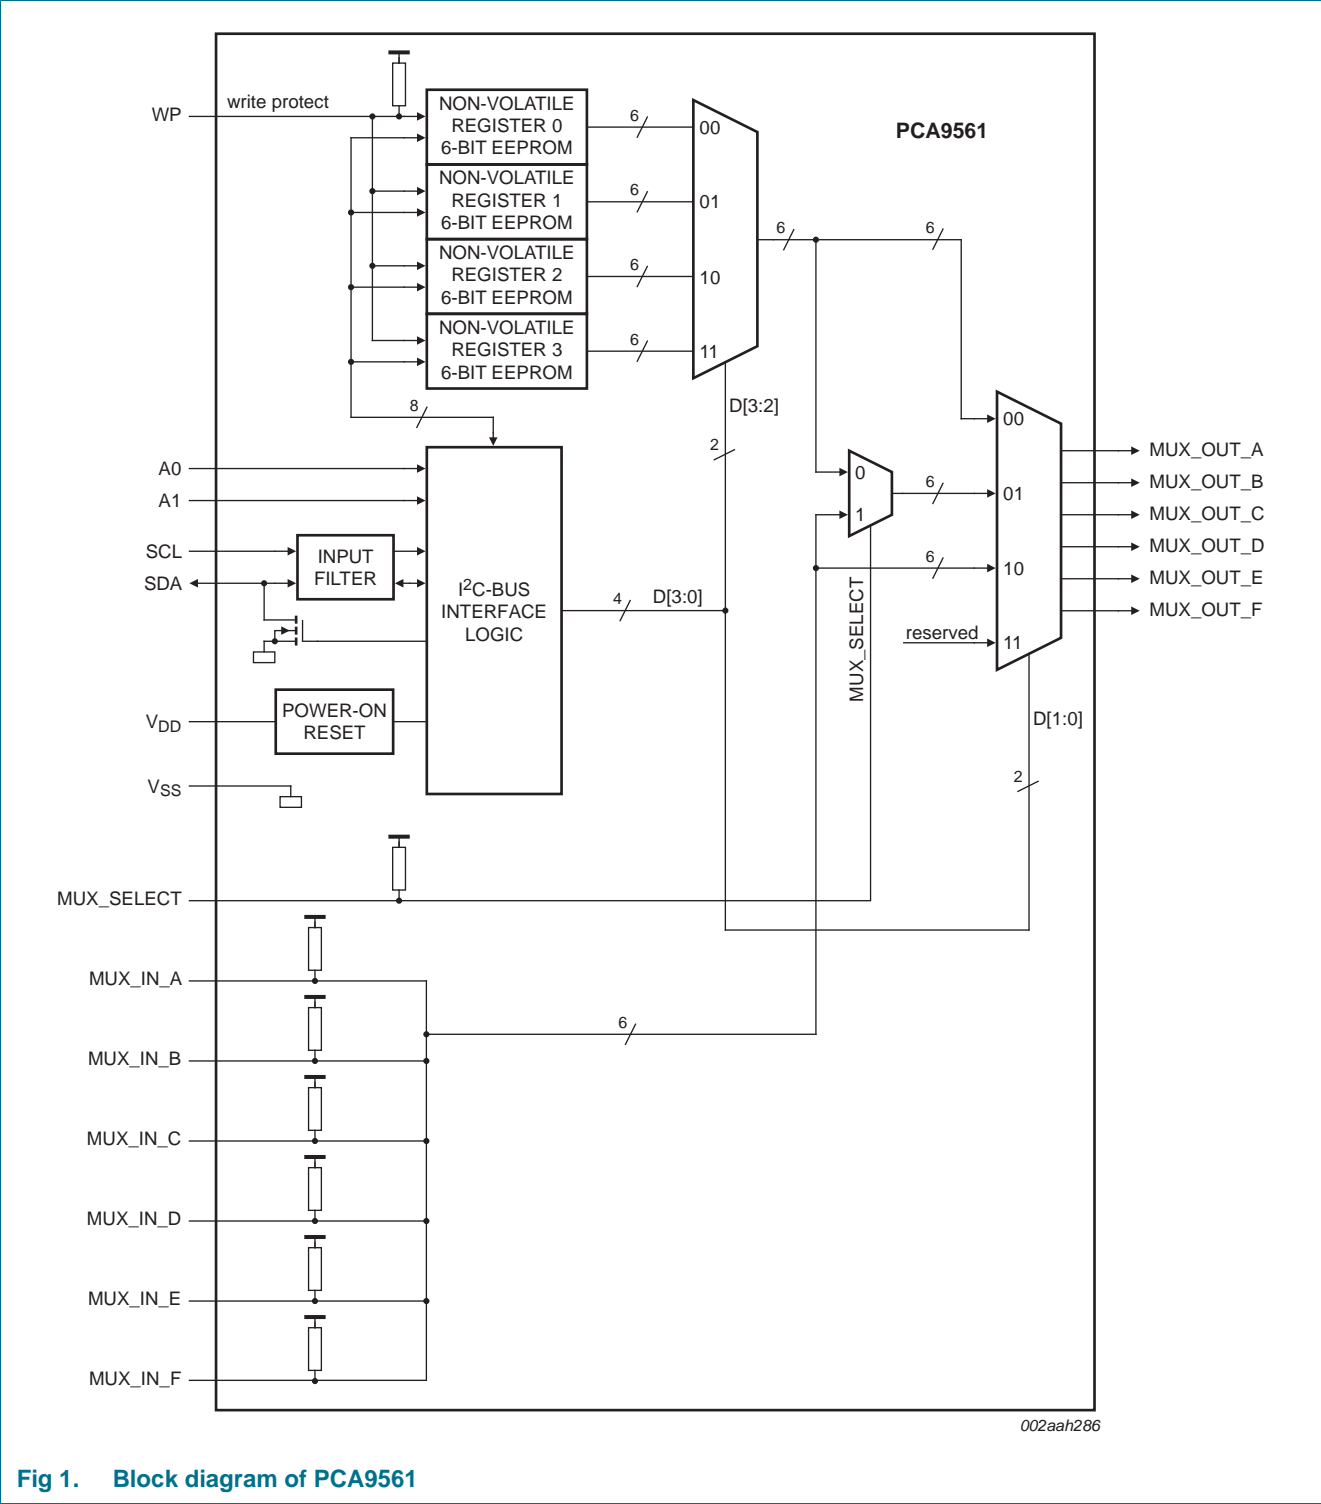 WP
write protect
NON-VOLATILE
REGISTER 0
6-BIT EEPROM
6
00
PCA9561
NON-VOLATILE
REGISTER 1
6-BIT EEPROM
6
01
6
6
NON-VOLATILE
REGISTER 2
6-BIT EEPROM
6
10
NON-VOLATILE
REGISTER 3
6-BIT EEPROM
6
11
8
D[3:2]
2
A0
A1
SCL
SDA
INPUT
FILTER
I2C-BUS
INTERFACE
LOGIC
4
D[3:0]
0
1
MUX_SELECT
6
6
00
01
10
reserved
11
MUX_OUT_A
MUX_OUT_B
MUX_OUT_C
MUX_OUT_D
MUX_OUT_E
MUX_OUT_F
VDD
POWER-ON
RESET
D[1:0]
2
VSS
MUX_SELECT
MUX_IN_A
6
MUX_IN_B
MUX_IN_C
MUX_IN_D
MUX_IN_E
MUX_IN_F
002aah286
Fig 1. Block diagram of PCA9561